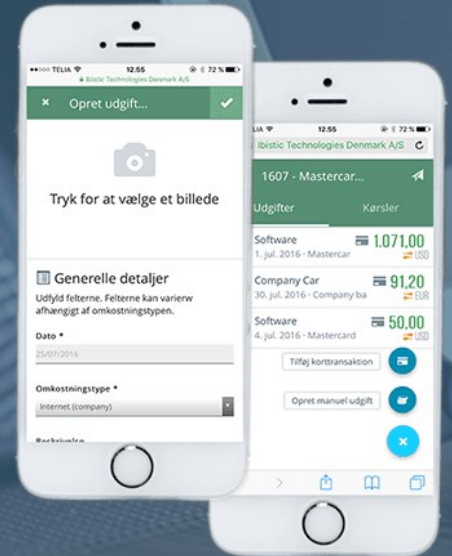 TELIA
12.55
72 %
Ibistic Technologies Denmark A/S
× Opret udgift...
Tryk for at vælge et billede
Generelle detaljer
Udfyld felterne. Felterne kan varierw
afhængigt af omkostningstypen.
Dato *
25/07/2016
Omkostningstype *
Internet (company)
Beskrivelse
LIA
12.55
72 %
Ibistic Technologies Denmark A/S
1607 - Mastercar...
Udgifter
Kørsler
Software 1.071,00
1. jul. 2016 - Mastercar USD
Company Car 91,20
30. jul. 2016 - Company ba EUR
Software 50,00
4. jul. 2016 - Mastercard USD
Tilføj korttransaktion
Opret manuel udgift